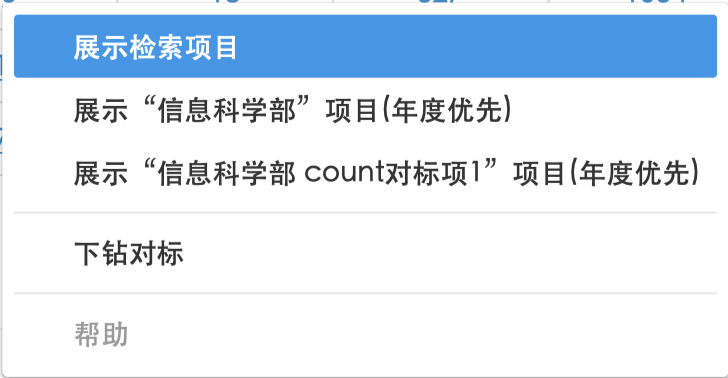 展示检索项目
展示“信息科学部”项目(年度优先)
展示“信息科学部 count对标项1”项目(年度优先)
下钻对标
帮助